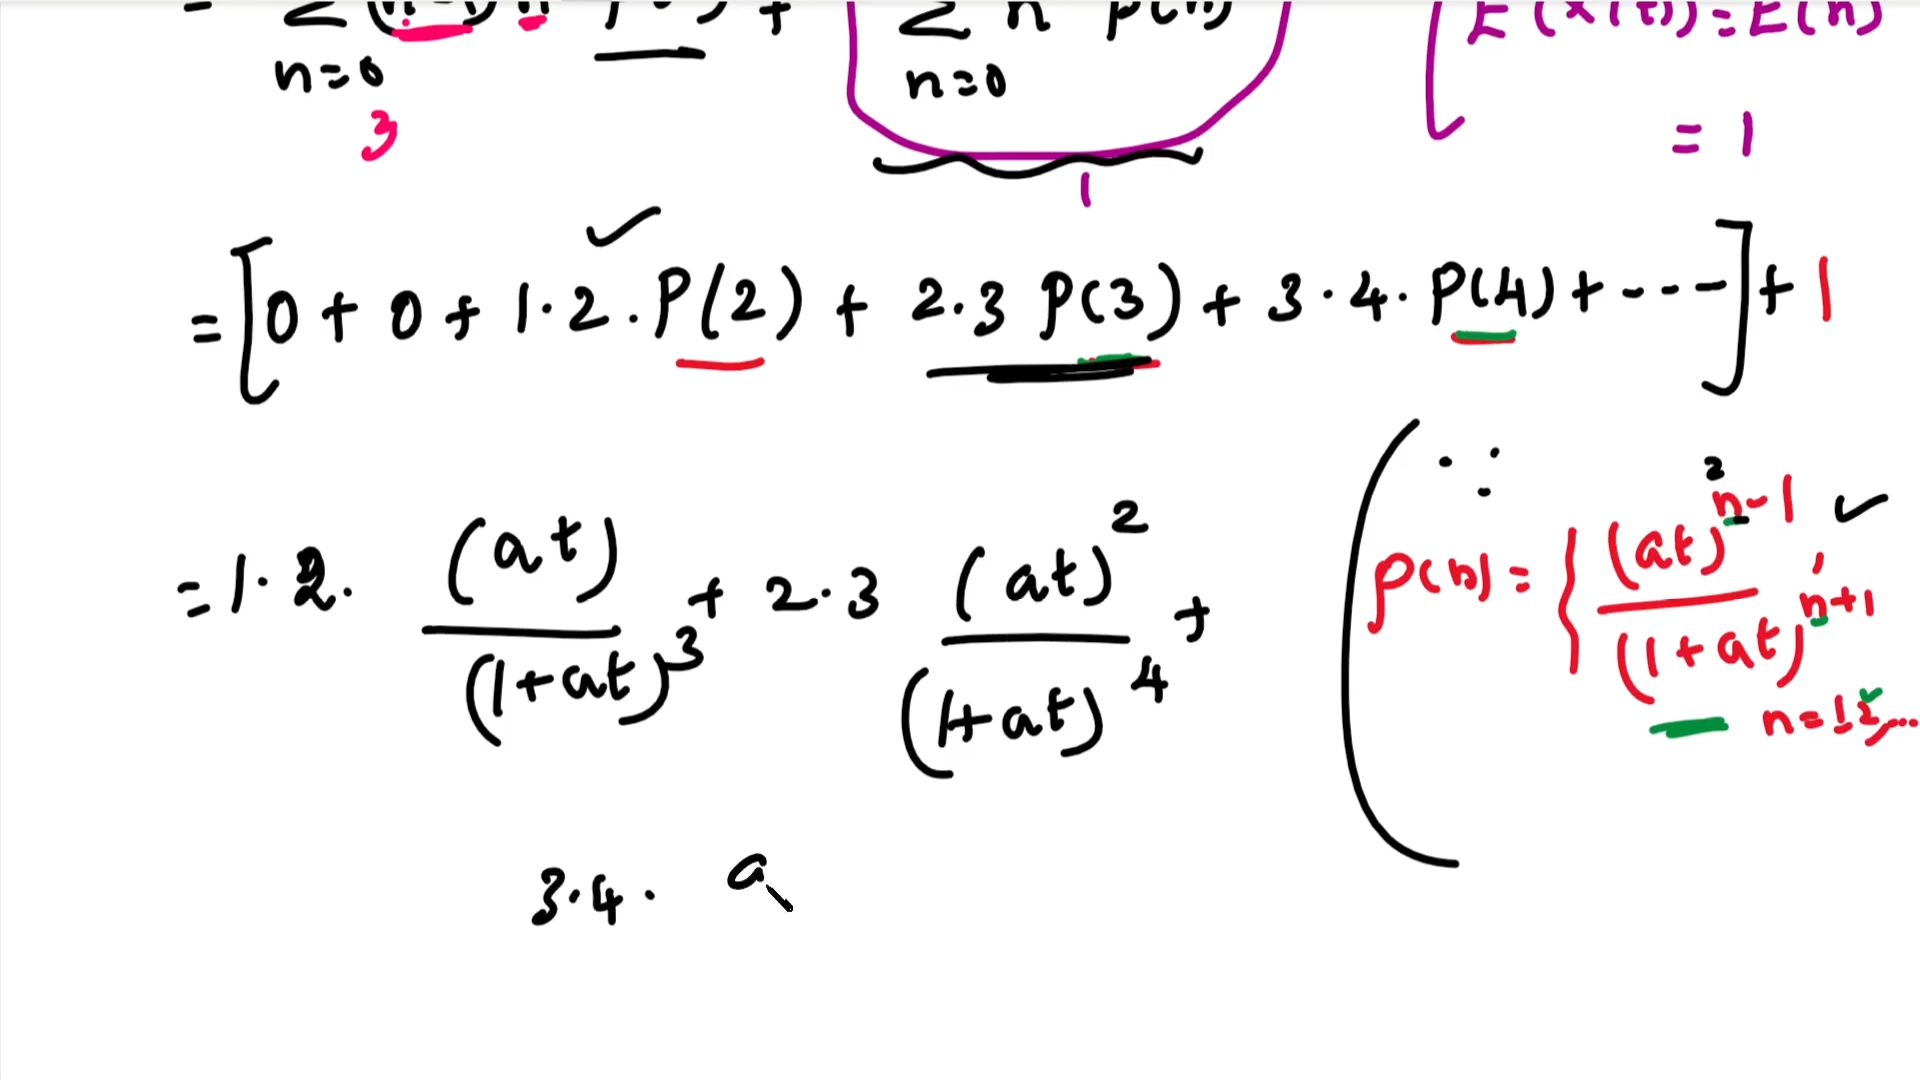 E(x(t)) = E(n)
n=0 n=0
3 = 1
1
= [0 + 0 + 1·2·P(2) + 2·3 P(3) + 3·4·P(4) + ----] + 1
= 1·2· (at) / (1+at)^3 + 2·3 (at)^2 / (1+at)^4 +
∵
2
P(n) = { (at)^n-1 / (1+at)^n+1 ,
n=1,2,...
3·4· a